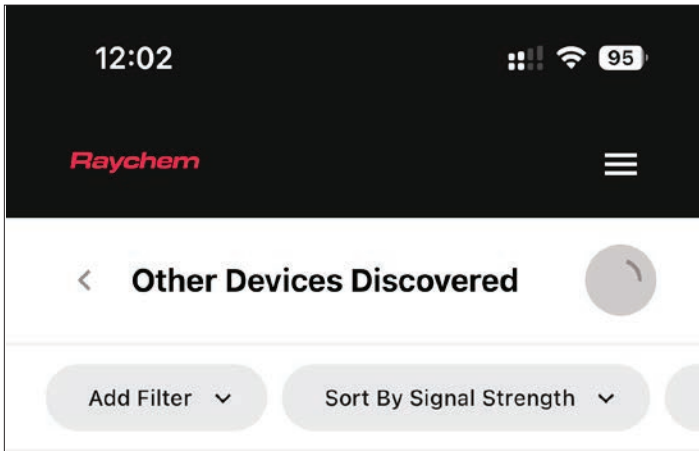 12:02
95
Raychem
Other Devices Discovered
Add Filter
Sort By Signal Strength